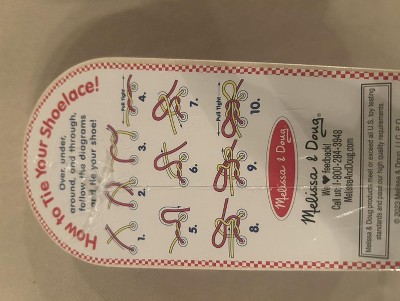 How to Tie Your Shoelace!
Over, under,
around, and through,
follow the diagrams
and tie your shoe!
1.
2.
3.
4.
Pull Tight
5.
6.
7.
8.
9.
10.
Pull Tight
Melissa & Doug
Melissa & Doug®
We ♥ feedback!
Call us: 1-800-284-3948
MelissaAndDoug.com
Melissa & Doug products meet or exceed all U.S. toy testing
standards and pass our high quality requirements.